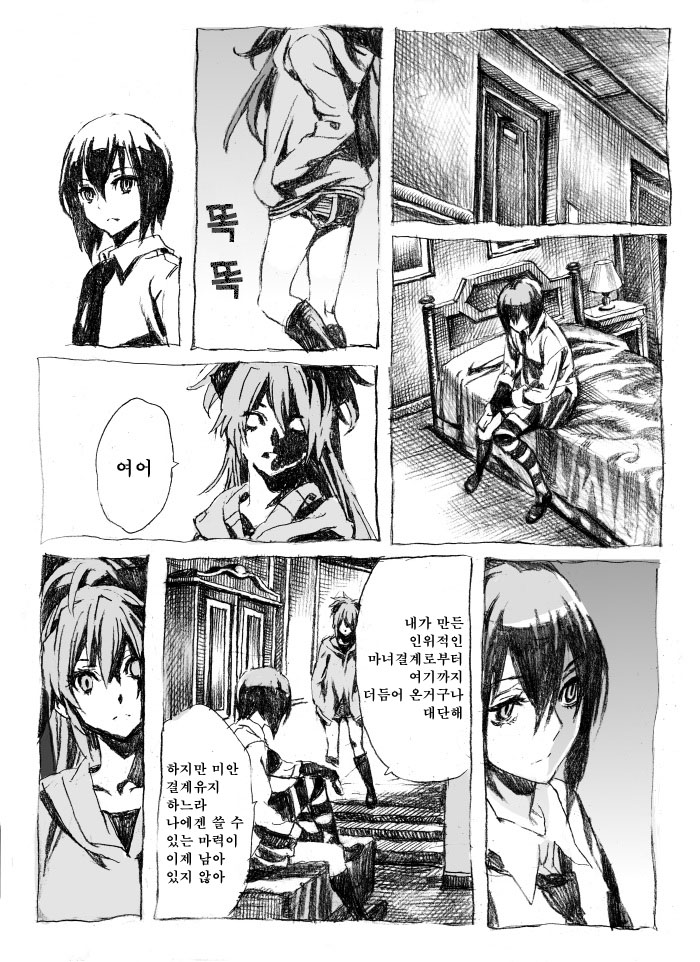 똑
똑
여어
내가 만든
인위적인
마녀결계로부터
여기까지
더듬어 온거구나
대단해
하지만 미안
결계유지
하느라
나에겐 쓸 수
있는 마력이
이제 남아
있지 않아